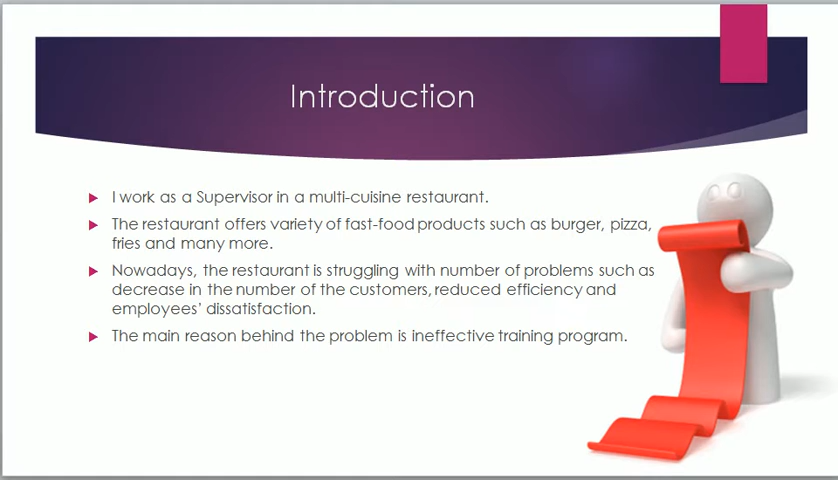 Introduction
I work as a Supervisor in a multi-cuisine restaurant.
The restaurant offers variety of fast-food products such as burger, pizza,
fries and many more.
Nowadays, the restaurant is struggling with number of problems such as
decrease in the number of the customers, reduced efficiency and
employees' dissatisfaction.
The main reason behind the problem is ineffective training program.